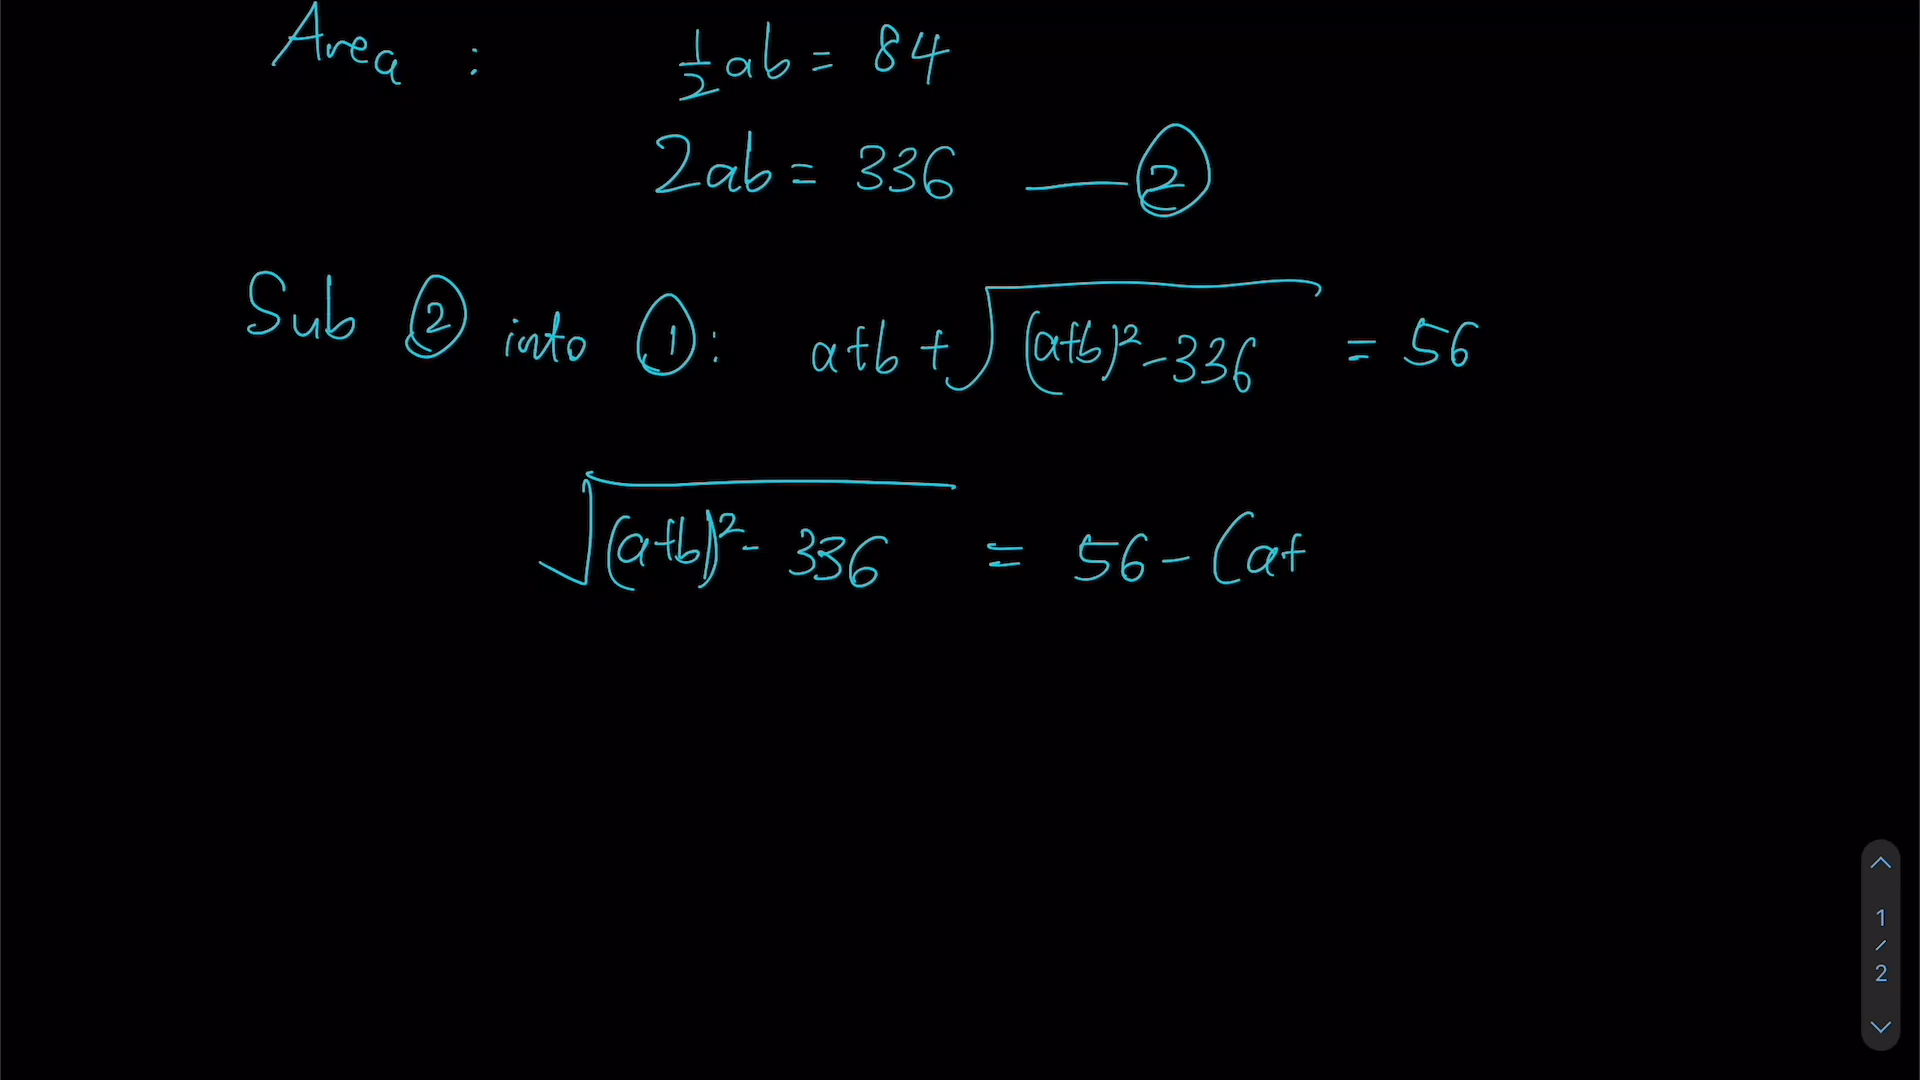 Area : ½ab = 84
2ab = 336 —— ②
Sub ② into ①: a+b + √((a+b)² - 336) = 56
√((a+b)² - 336) = 56 - (a+
1 / 2